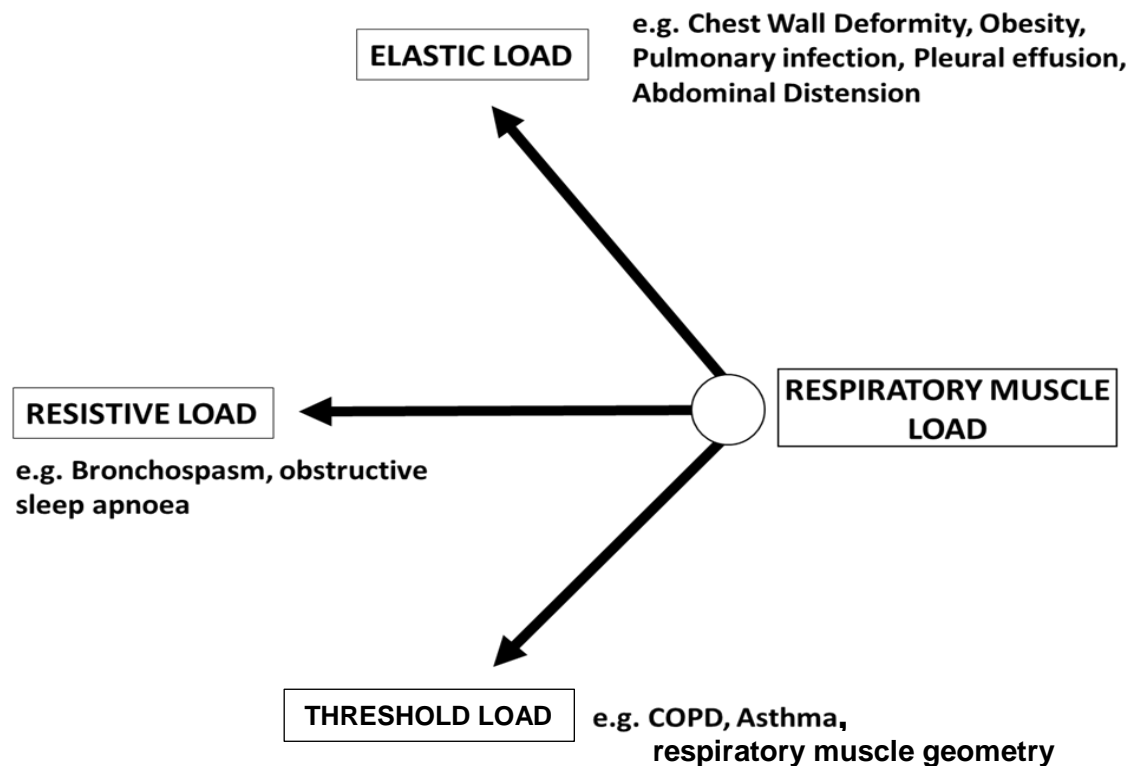 ELASTIC LOAD
e.g. Chest Wall Deformity, Obesity,
Pulmonary infection, Pleural effusion,
Abdominal Distension
RESISTIVE LOAD
e.g. Bronchospasm, obstructive
sleep apnoea
RESPIRATORY MUSCLE
LOAD
THRESHOLD LOAD
e.g. COPD, Asthma,
respiratory muscle geometry